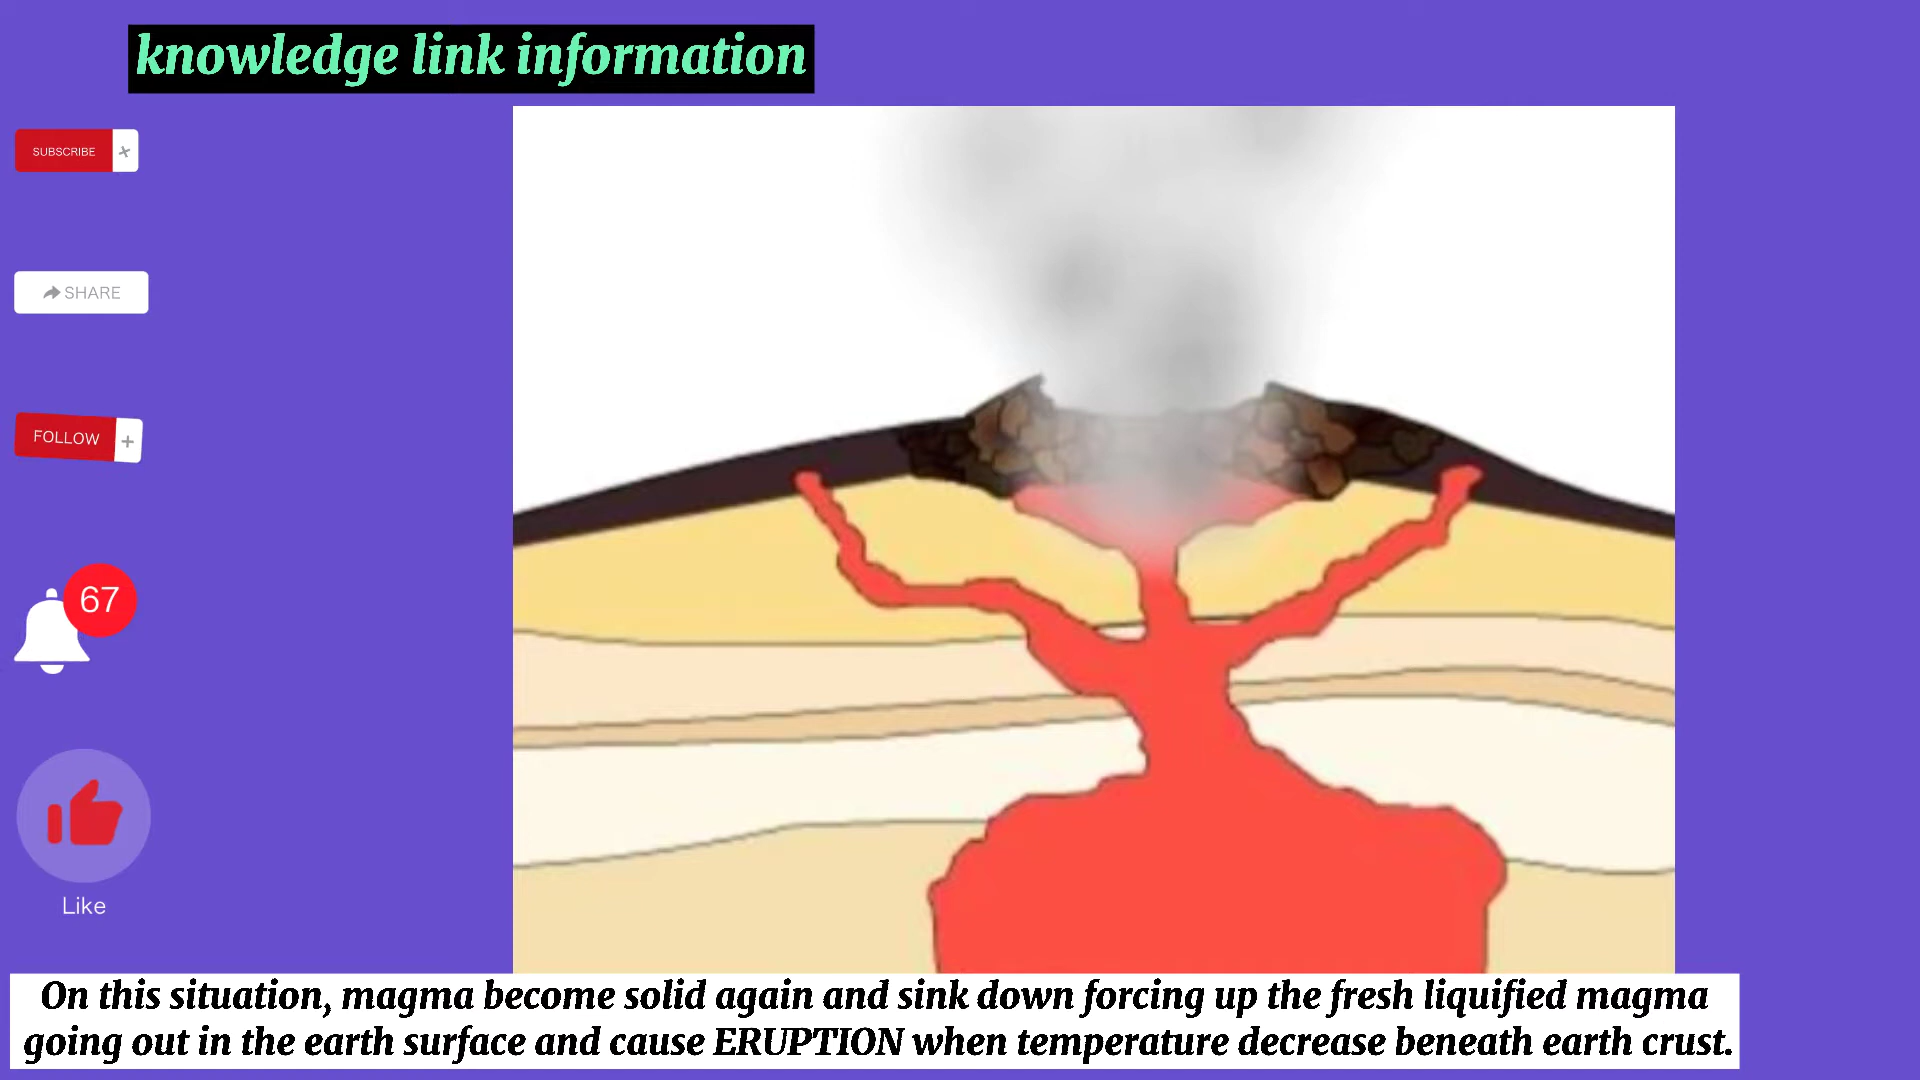 knowledge link information
SUBSCRIBE
SHARE
FOLLOW
67
Like
On this situation, magma become solid again and sink down forcing up the fresh liquified magma
going out in the earth surface and cause ERUPTION when temperature decrease beneath earth crust.